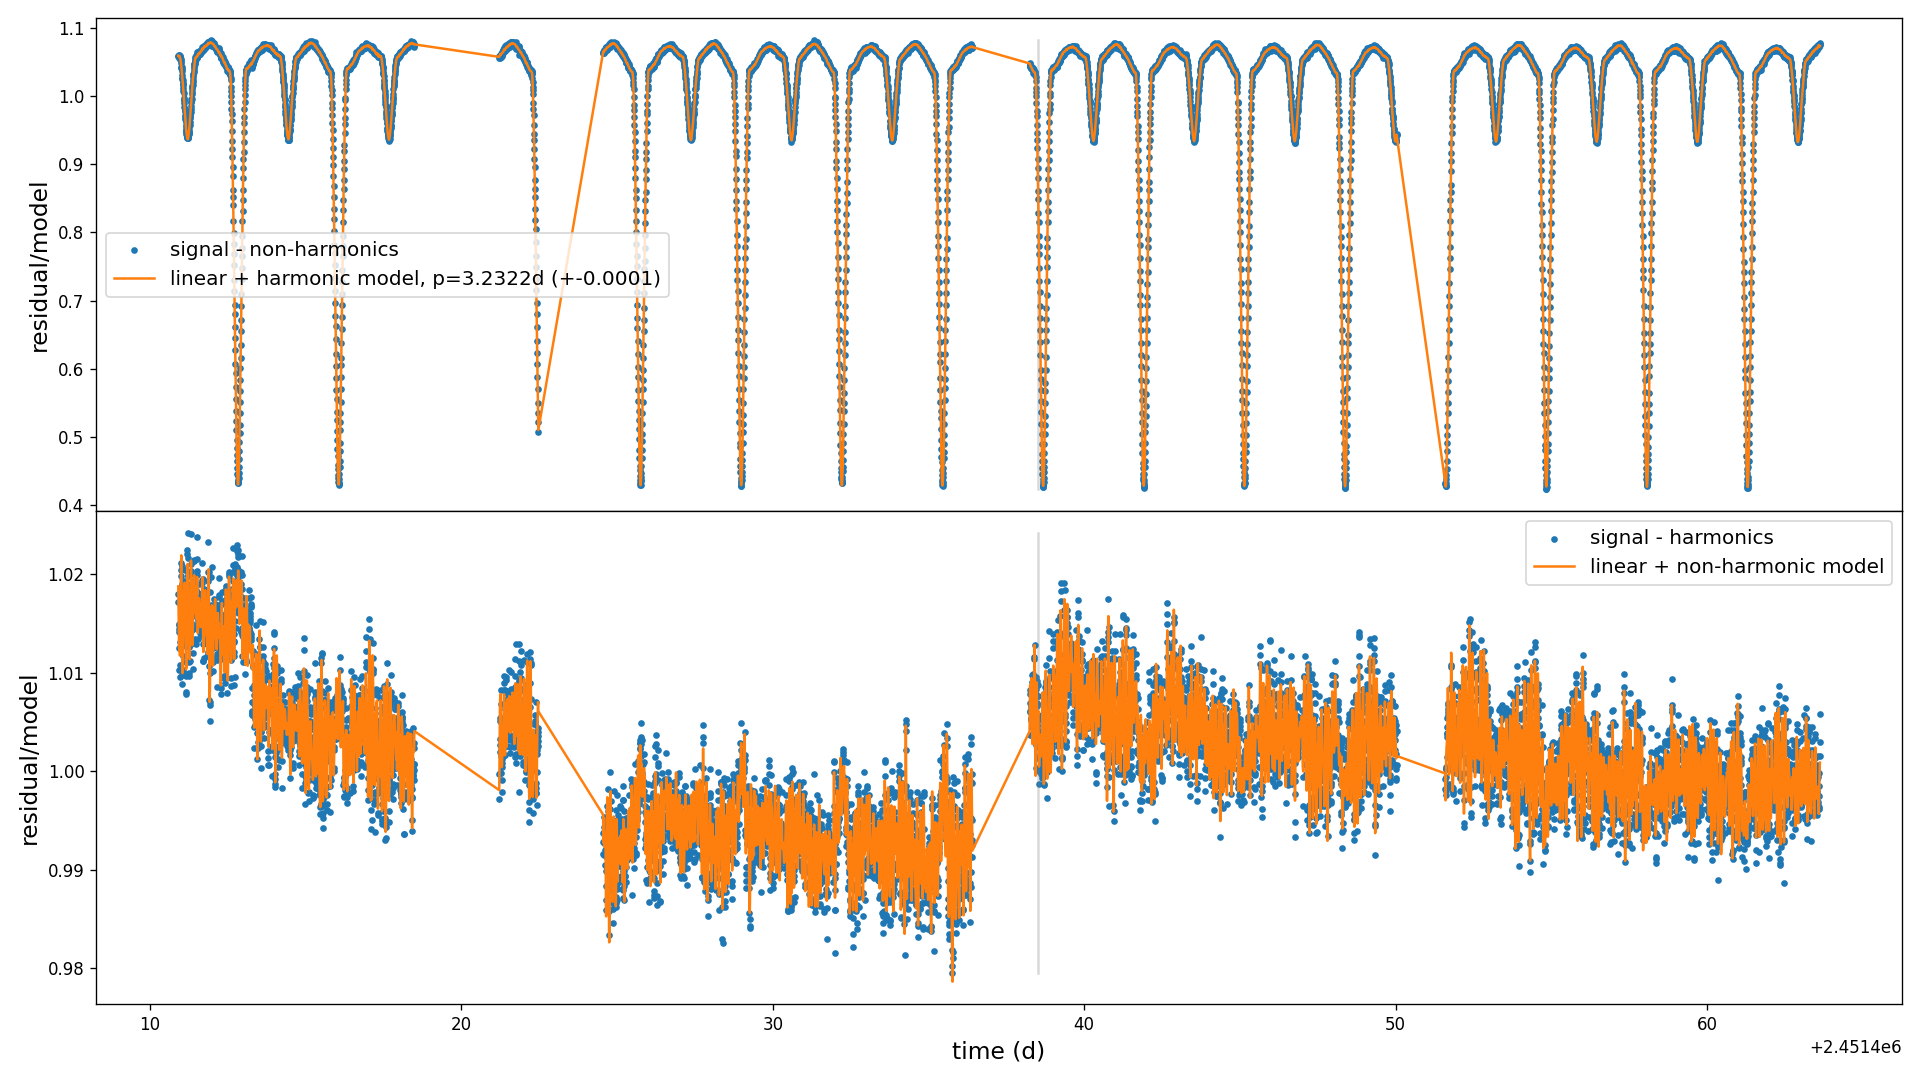 1.1
1.0
0.9
0.8
0.7
0.6
0.5
0.4
residual/model
signal - non-harmonics
linear + harmonic model, p=3.2322d (+-0.0001)
1.02
1.01
1.00
0.99
0.98
residual/model
signal - harmonics
linear + non-harmonic model
10 20 30 40 50 60
time (d)
+2.4514e6